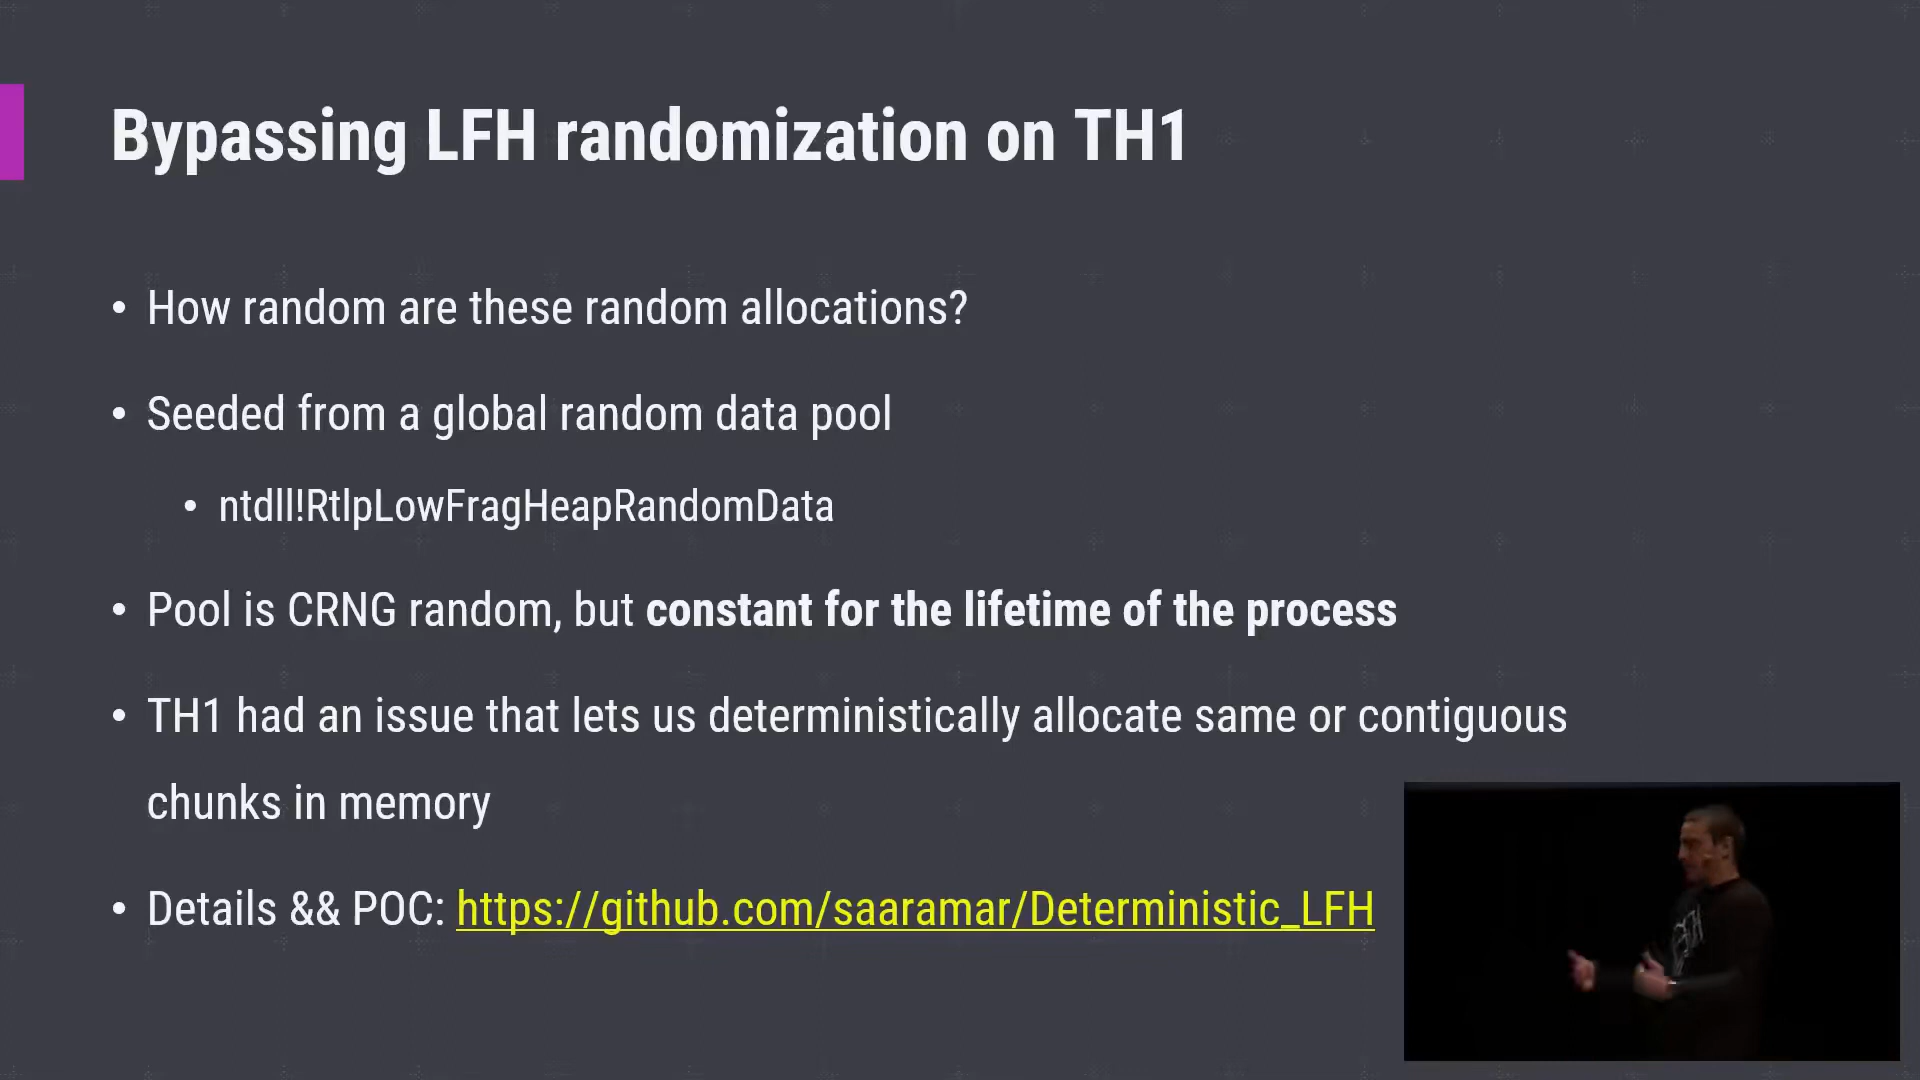 Bypassing LFH randomization on TH1
• How random are these random allocations?
• Seeded from a global random data pool
• ntdll!RtlpLowFragHeapRandomData
• Pool is CRNG random, but constant for the lifetime of the process
• TH1 had an issue that lets us deterministically allocate same or contiguous
chunks in memory
• Details && POC: https://github.com/saaramar/Deterministic_LFH